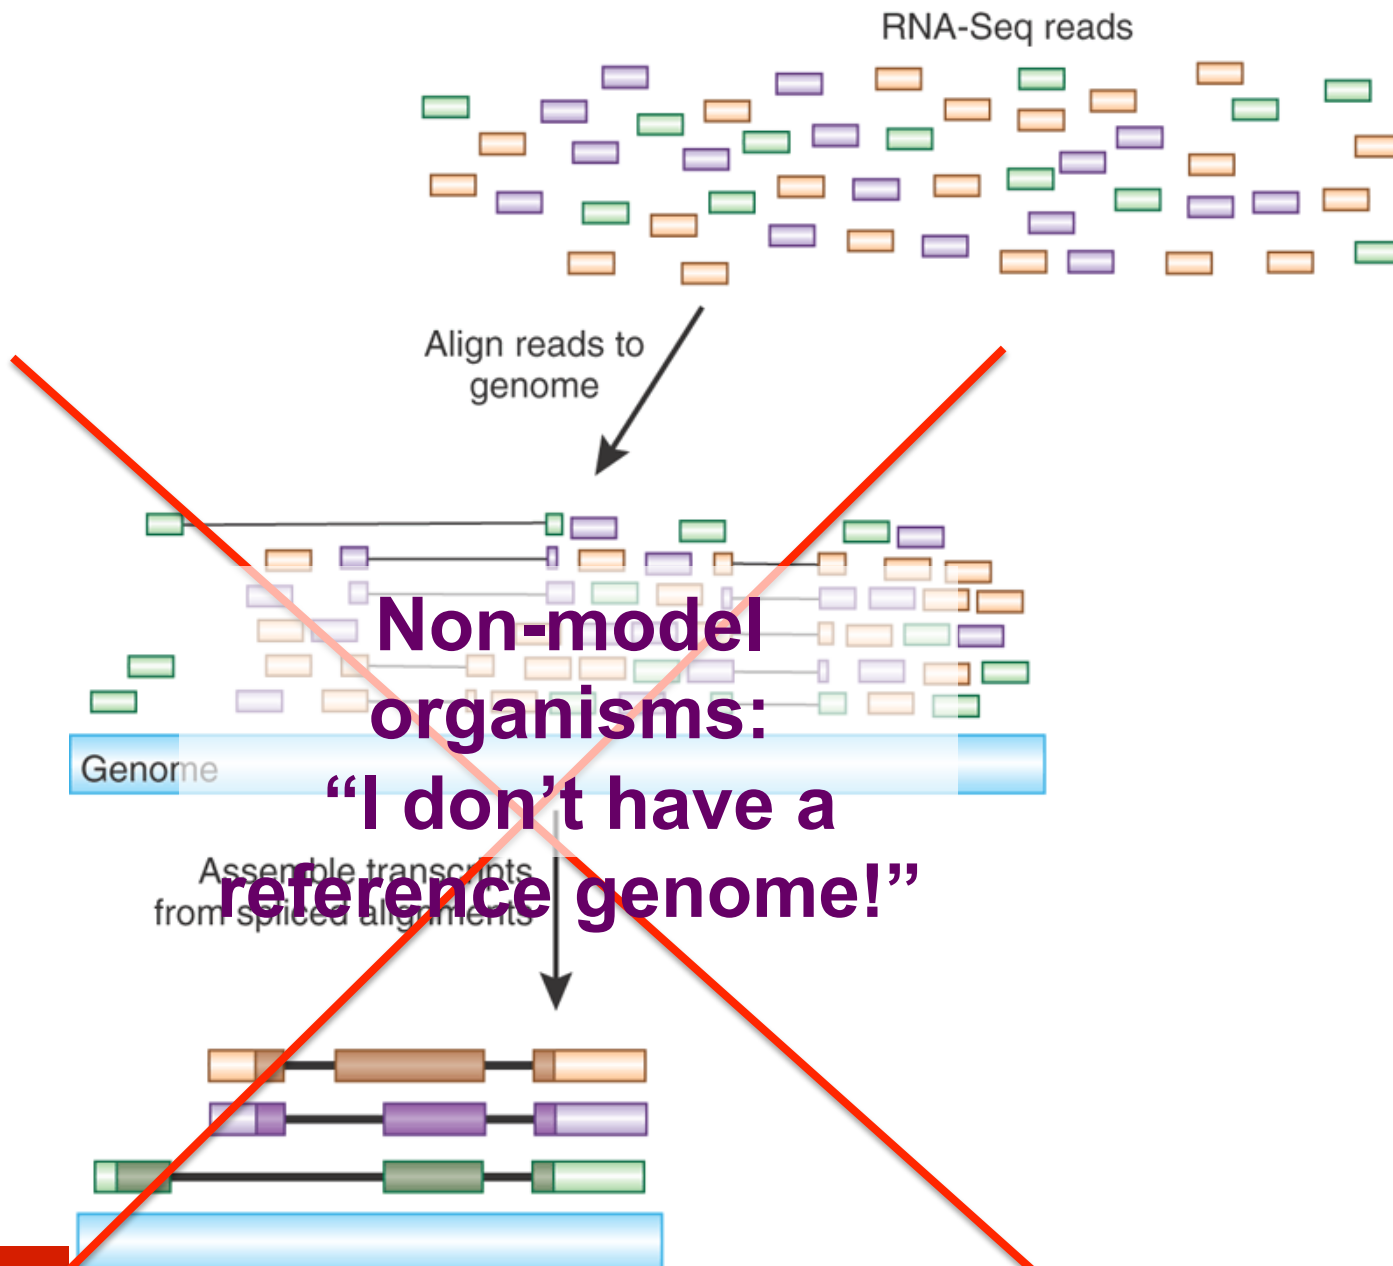 RNA-Seq reads
Align reads to
genome
Non-model
organisms:
Genome
“I don’t have a
Assemble transcripts
reference genome!”
from spliced alignments